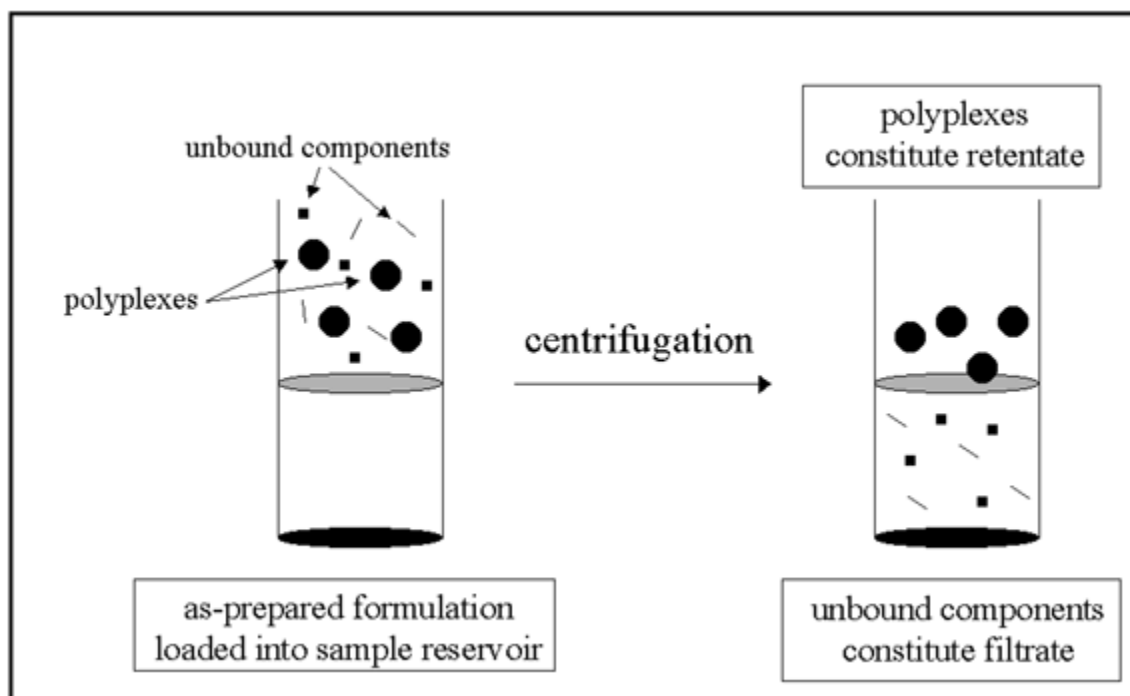 unbound components
polyplexes
as-prepared formulation
loaded into sample reservoir
centrifugation
polyplexes
constitute retentate
unbound components
constitute filtrate